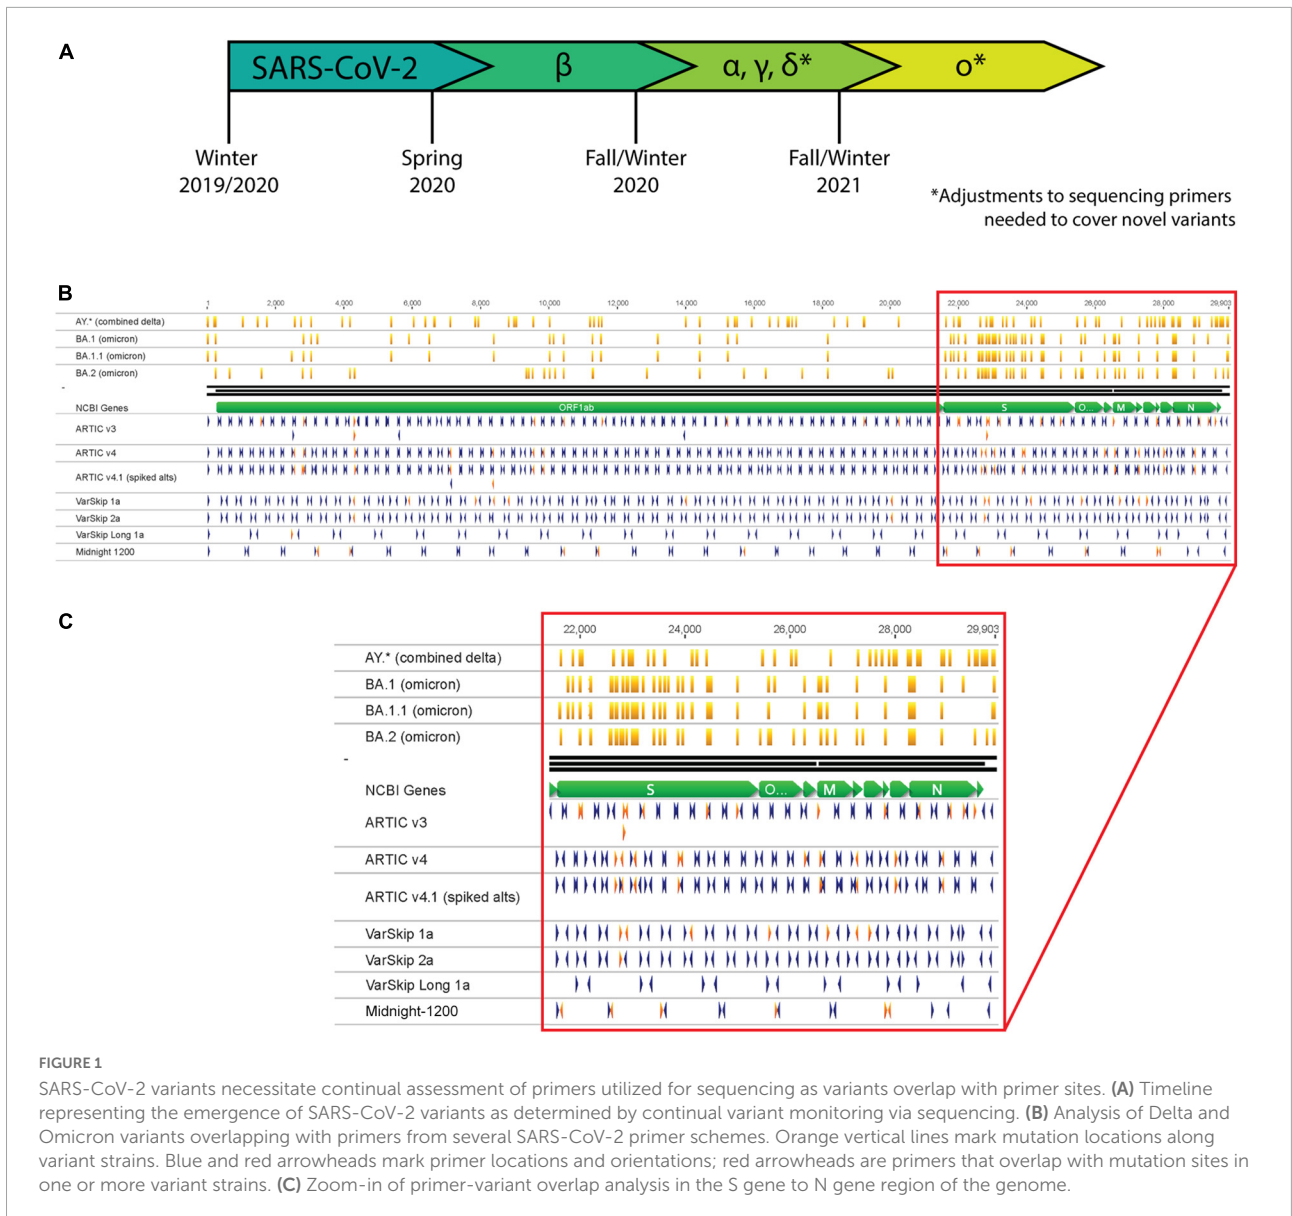 A
SARS-CoV-2
β
α, γ, δ*
ο*
Winter
2019/2020
Spring
2020
Fall/Winter
2020
Fall/Winter
2021
*Adjustments to sequencing primers
needed to cover novel variants
B
1 2,000 4,000 6,000 8,000 10,000 12,000 14,000 16,000 18,000 20,000 22,000 24,000 26,000 28,000 29,903
AY.* (combined delta)
BA.1 (omicron)
BA.1.1 (omicron)
BA.2 (omicron)
-
NCBI Genes ORF1ab S O... M N
ARTIC v3
ARTIC v4
ARTIC v4.1 (spiked alts)
VarSkip 1a
VarSkip 2a
VarSkip Long 1a
Midnight 1200
C
22,000 24,000 26,000 28,000 29,903
AY.* (combined delta)
BA.1 (omicron)
BA.1.1 (omicron)
BA.2 (omicron)
-
NCBI Genes S O... M N
ARTIC v3
ARTIC v4
ARTIC v4.1 (spiked alts)
VarSkip 1a
VarSkip 2a
VarSkip Long 1a
Midnight-1200
FIGURE 1
SARS-CoV-2 variants necessitate continual assessment of primers utilized for sequencing as variants overlap with primer sites. (A) Timeline
representing the emergence of SARS-CoV-2 variants as determined by continual variant monitoring via sequencing. (B) Analysis of Delta and
Omicron variants overlapping with primers from several SARS-CoV-2 primer schemes. Orange vertical lines mark mutation locations along
variant strains. Blue and red arrowheads mark primer locations and orientations; red arrowheads are primers that overlap with mutation sites in
one or more variant strains. (C) Zoom-in of primer-variant overlap analysis in the S gene to N gene region of the genome.